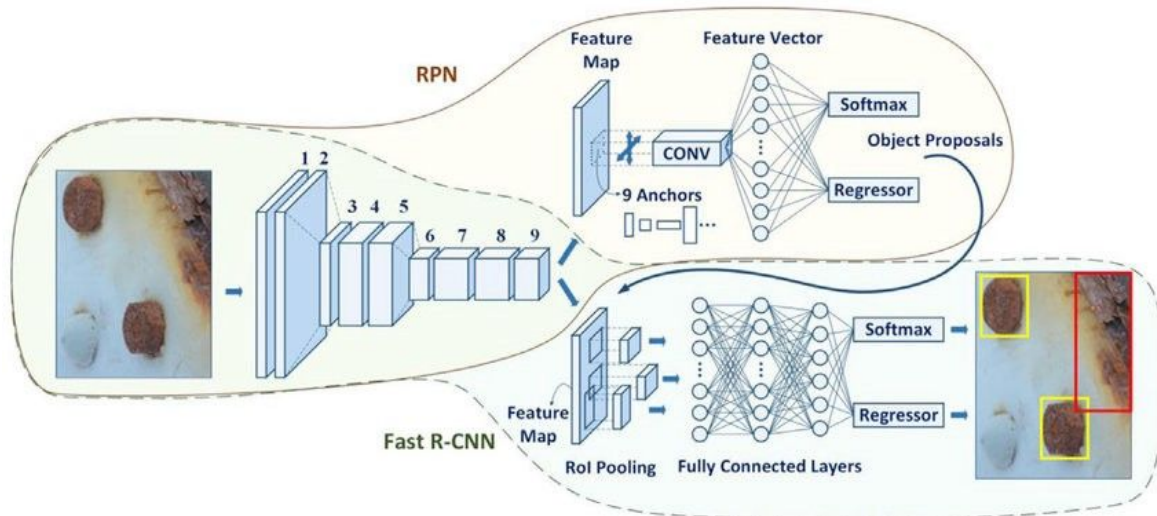 RPN
Feature
Map
Feature Vector
CONV
9 Anchors
Softmax
Regressor
Object Proposals
1 2
3 4 5
6 7 8 9
Fast R-CNN
Feature
Map
RoI Pooling
Fully Connected Layers
Softmax
Regressor